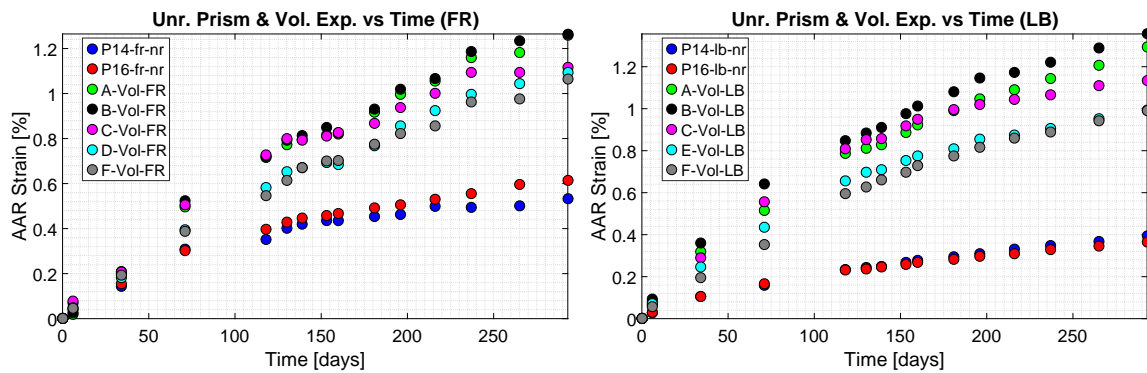 Unr. Prism & Vol. Exp. vs Time (FR)
AAR Strain [%]
1.2
1
0.8
0.6
0.4
0.2
0
P14-fr-nr
P16-fr-nr
A-Vol-FR
B-Vol-FR
C-Vol-FR
D-Vol-FR
F-Vol-FR
0 50 100 150 200 250
Time [days]
Unr. Prism & Vol. Exp. vs Time (LB)
AAR Strain [%]
1.2
1
0.8
0.6
0.4
0.2
0
P14-lb-nr
P16-lb-nr
A-Vol-LB
B-Vol-LB
C-Vol-LB
E-Vol-LB
F-Vol-LB
0 50 100 150 200 250
Time [days]